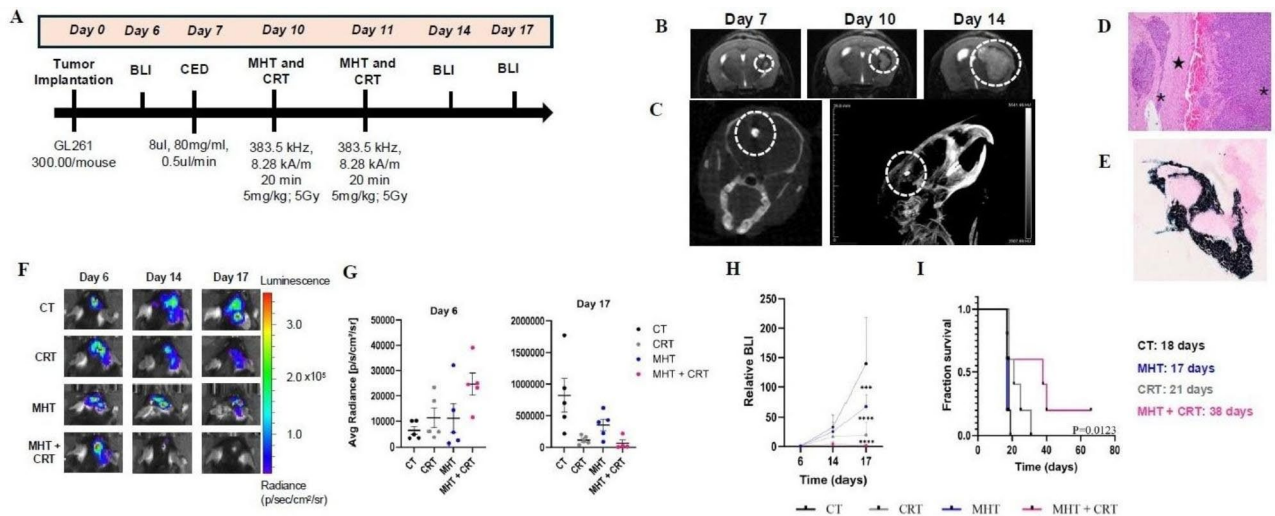 A
Day 0 Day 6 Day 7 Day 10 Day 11 Day 14 Day 17
Tumor Implantation BLI CED MHT and CRT MHT and CRT BLI BLI
GL261
300.00/mouse
8ul, 80mg/ml,
0.5ul/min
383.5 kHz,
8.28 kA/m
20 min
5mg/kg; 5Gy
383.5 kHz,
8.28 kA/m
20 min
5mg/kg; 5Gy
B
Day 7 Day 10 Day 14
C
D
★
* *
E
F
Day 6 Day 14 Day 17
Luminescence
CT
CRT
MHT
MHT +
CRT
3.0
2.0 x10⁵
1.0
Radiance
(p/sec/cm²/sr)
G
Day 6
Avg Radiance [p/s/cm²/sr]
50000
40000
30000
20000
10000
0
CT CRT MHT MHT + CRT
Day 17
2000000
1500000
1000000
500000
0
CT CRT MHT MHT + CRT
CT
CRT
MHT
MHT + CRT
H
Relative BLI
250
200
150
100
50
0
***
****
****
6 14 17
Time (days)
I
Fraction survival
1.0
0.5
0.0
P=0.0123
0 20 40 60 80
Time (days)
CT: 18 days
MHT: 17 days
CRT: 21 days
MHT + CRT: 38 days
CT CRT MHT MHT + CRT